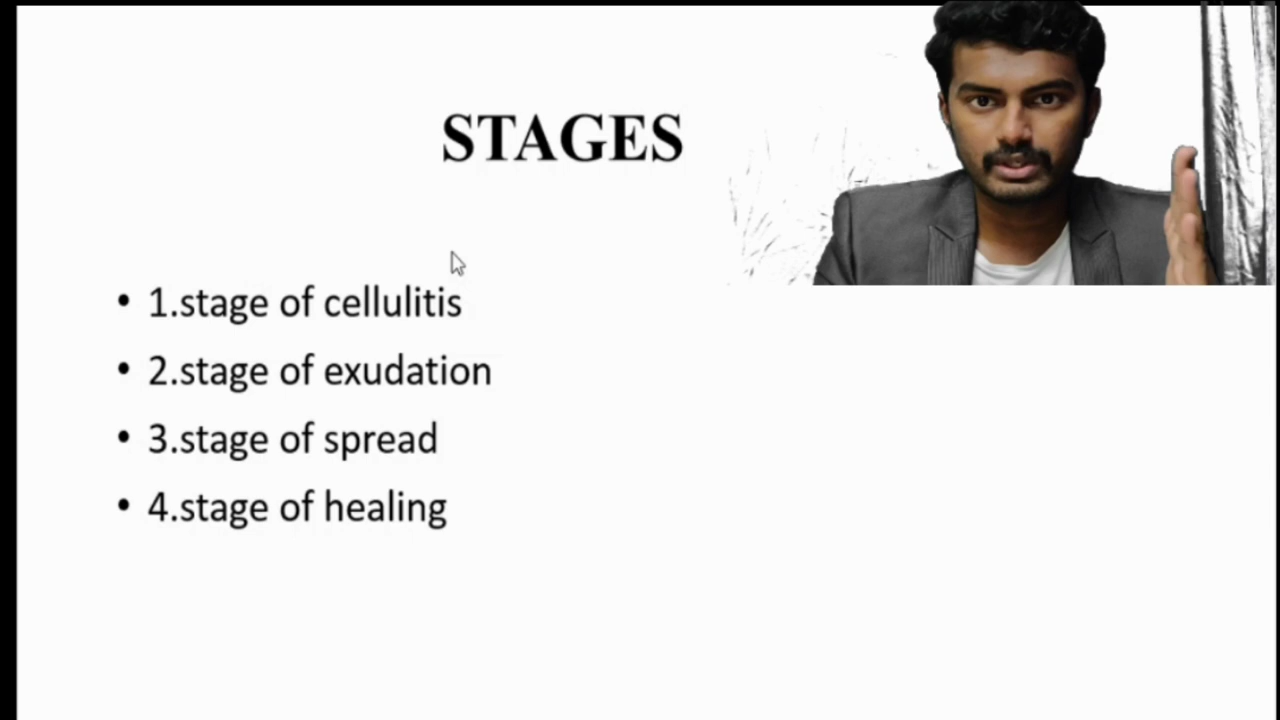 STAGES
• 1.stage of cellulitis
• 2.stage of exudation
• 3.stage of spread
• 4.stage of healing